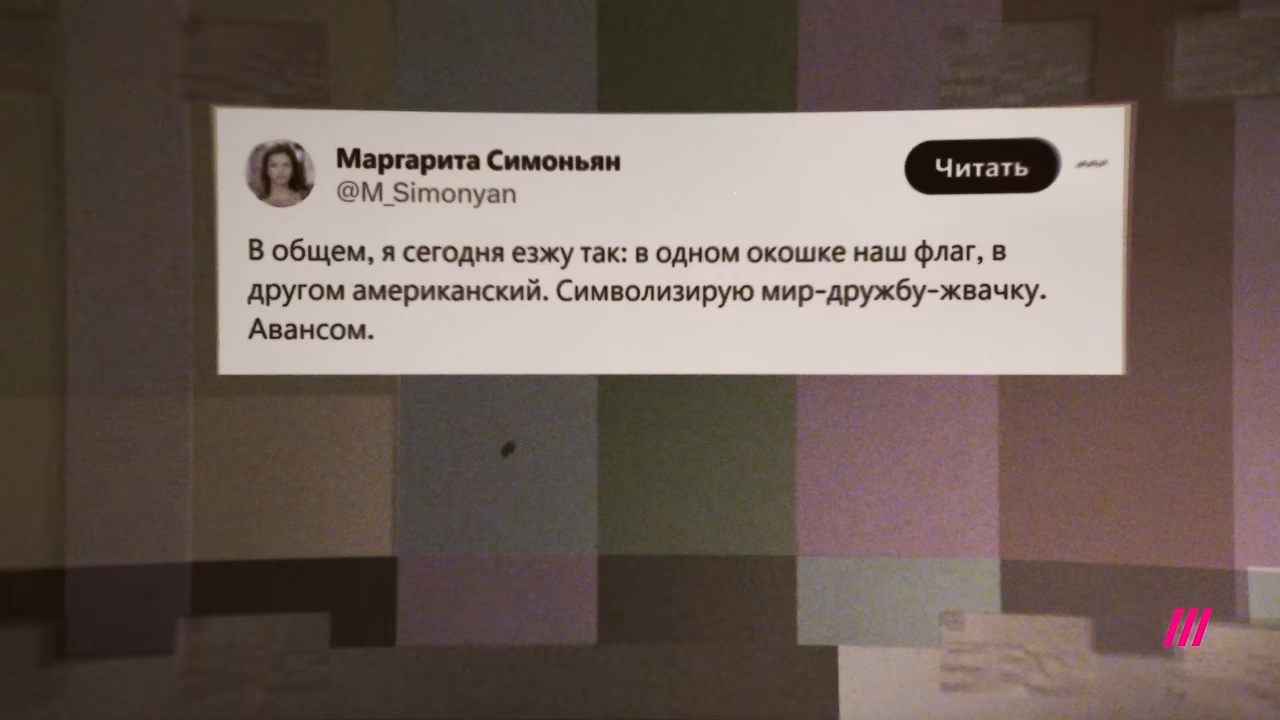 Маргарита Симоньян
@M_Simonyan
Читать
В общем, я сегодня езжу так: в одном окошке наш флаг, в
другом американский. Символизирую мир-дружбу-жвачку.
Авансом.